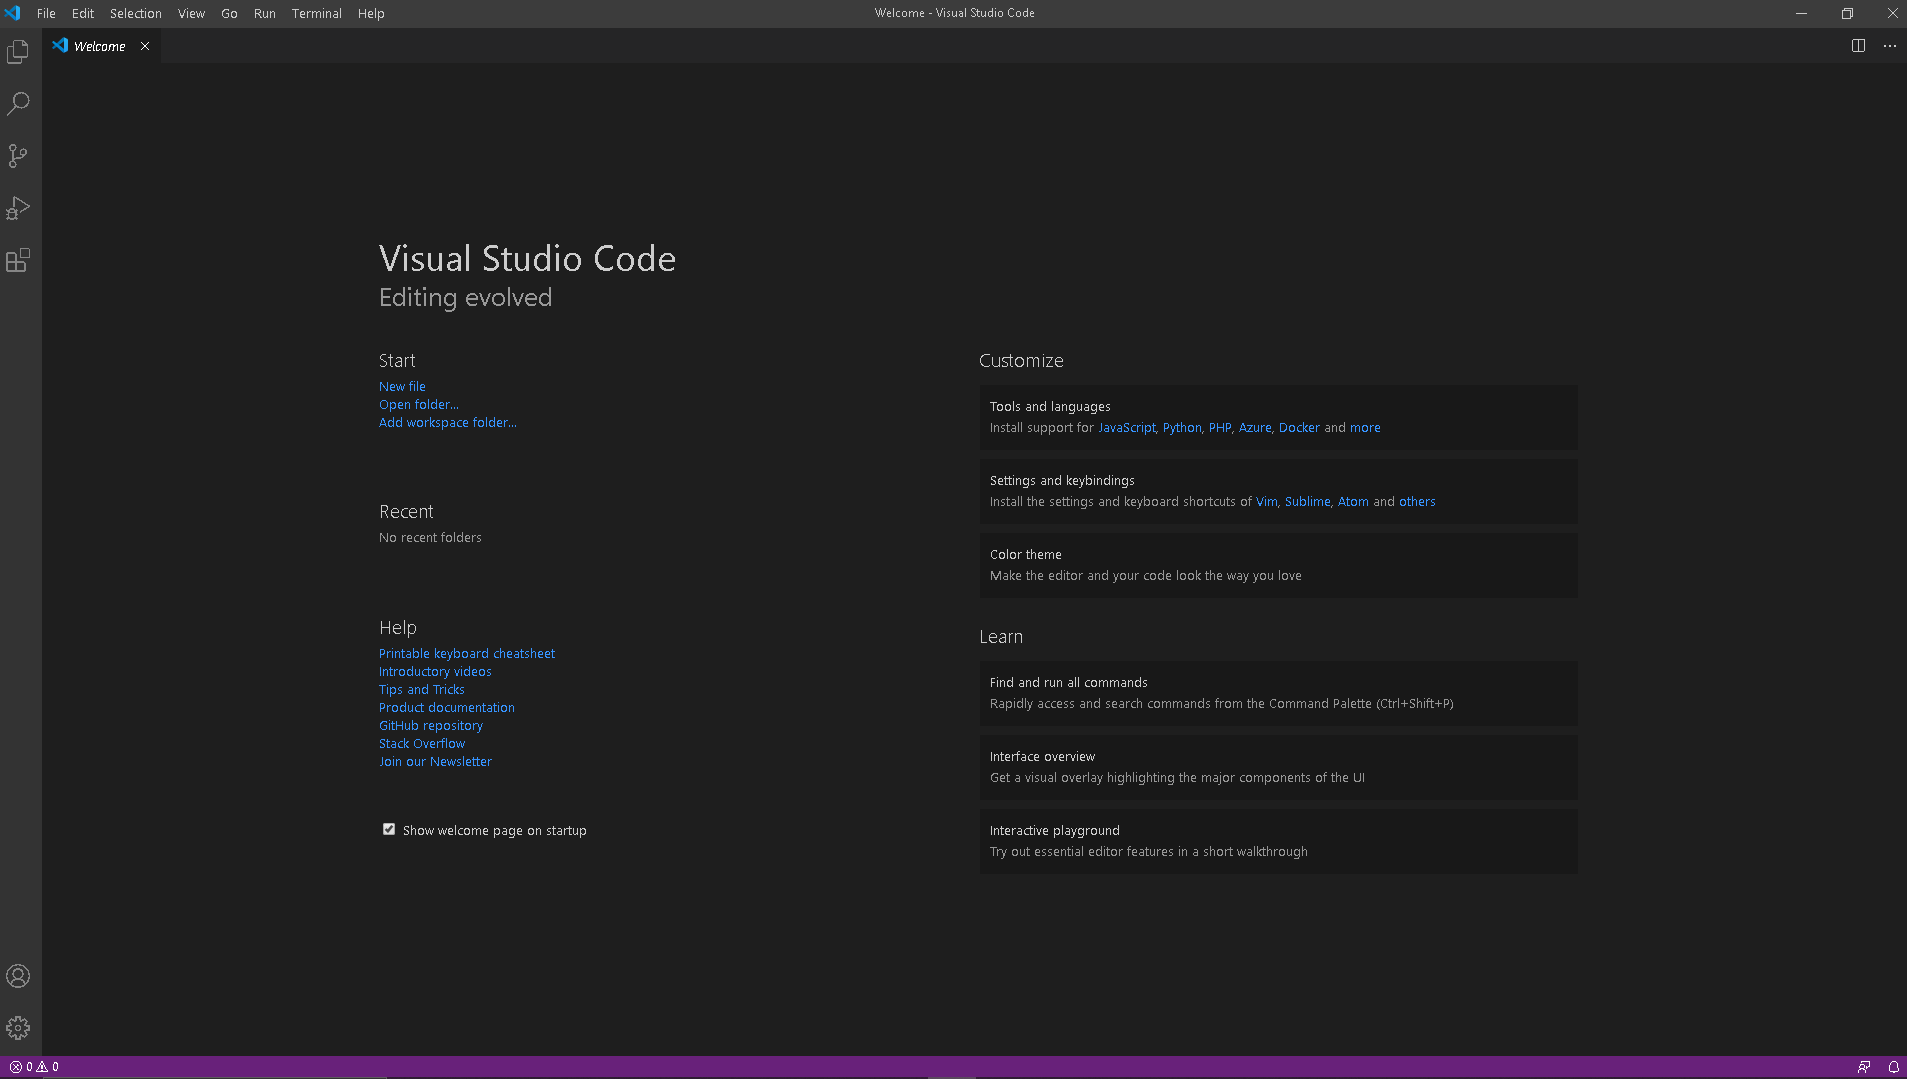 File Edit Selection View Go Run Terminal Help
Welcome - Visual Studio Code
Welcome
Visual Studio Code
Editing evolved
Start
New file
Open folder...
Add workspace folder...
Recent
No recent folders
Help
Printable keyboard cheatsheet
Introductory videos
Tips and Tricks
Product documentation
GitHub repository
Stack Overflow
Join our Newsletter
Show welcome page on startup
Customize
Tools and languages
Install support for JavaScript, Python, PHP, Azure, Docker and more
Settings and keybindings
Install the settings and keyboard shortcuts of Vim, Sublime, Atom and others
Color theme
Make the editor and your code look the way you love
Learn
Find and run all commands
Rapidly access and search commands from the Command Palette (Ctrl+Shift+P)
Interface overview
Get a visual overlay highlighting the major components of the UI
Interactive playground
Try out essential editor features in a short walkthrough
0 0